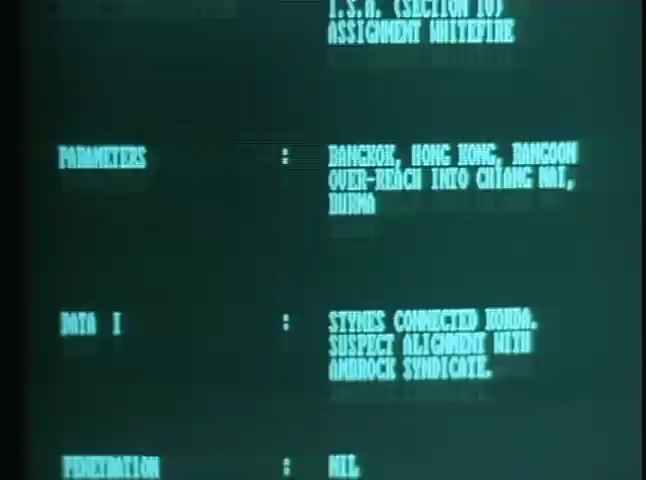 I.S.A. (SECTION 10)
ASSIGNMENT WHITEFIRE
PARAMETERS : BANGKOK, HONG KONG, RANGOON
OVER-REACH INTO CHIANG MAI,
BURMA
DATA I : STYMES CONNECTED KONDO.
SUSPECT ALIGNMENT WITH
AMBROCK SYNDICATE.
PENETRATION : NIL